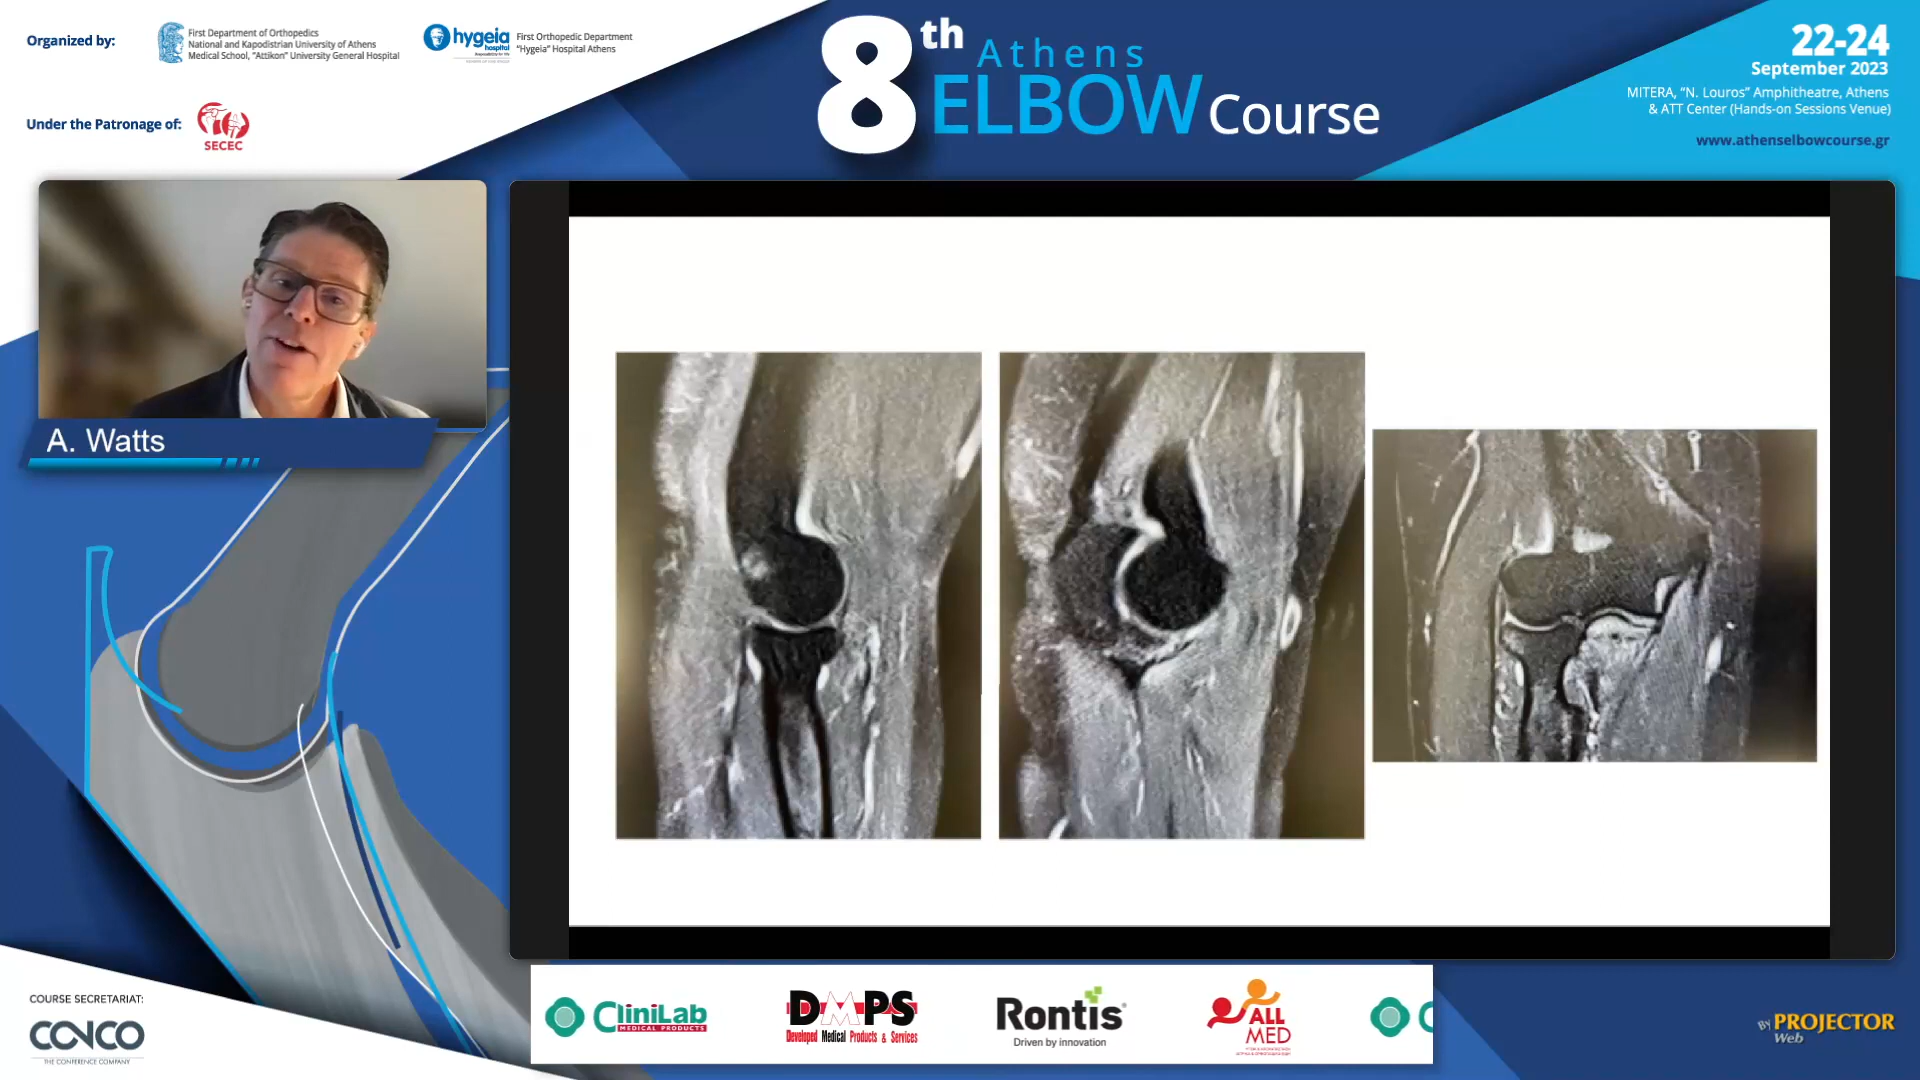 Organized by:
First Department of Orthopedics
National and Kapodistrian University of Athens
Medical School, "Attikon" University General Hospital
hygeia
hospital
First Orthopedic Department
"Hygeia" Hospital Athens
Under the Patronage of:
SECEC
8th Athens
ELBOW Course
22-24
September 2023
MITERA, "N. Louros" Amphitheatre, Athens
& ATT Center (Hands-on Sessions Venue)
www.athenselbowcourse.gr
A. Watts
COURSE SECRETARIAT:
CONCO
THE CONFERENCE COMPANY
CliniLab
MEDICAL PRODUCTS
DMPS
Developed Medical Products & Services
Rontis
Driven by innovation
ALL
MED
C
By PROJECTOR
Web